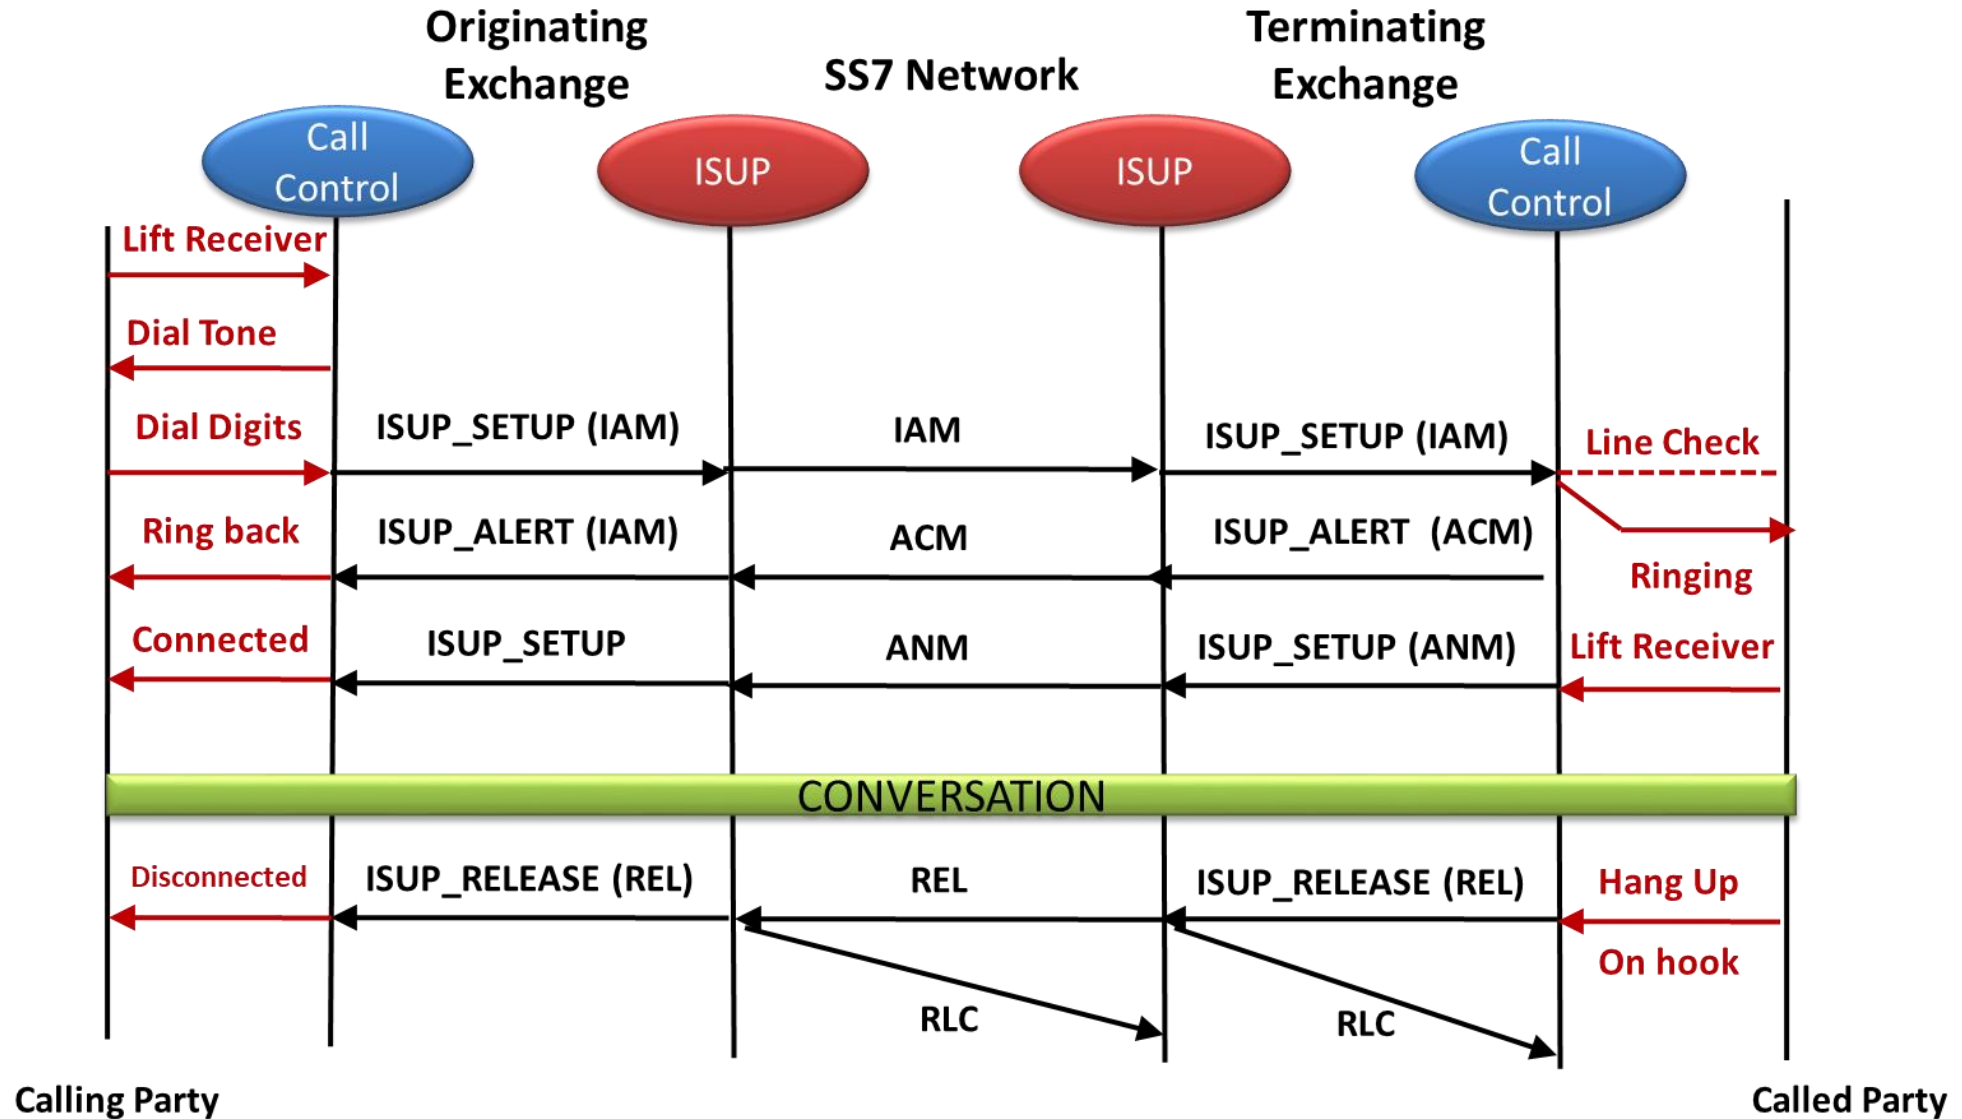 Originating
Exchange
SS7 Network
Terminating
Exchange
Call
Control
ISUP
ISUP
Call
Control
Lift Receiver
Dial Tone
Dial Digits
ISUP_SETUP (IAM)
IAM
ISUP_SETUP (IAM)
Line Check
Ring back
ISUP_ALERT (IAM)
ACM
ISUP_ALERT (ACM)
Ringing
Connected
ISUP_SETUP
ANM
ISUP_SETUP (ANM)
Lift Receiver
CONVERSATION
Disconnected
ISUP_RELEASE (REL)
REL
ISUP_RELEASE (REL)
Hang Up
On hook
RLC
RLC
Calling Party
Called Party